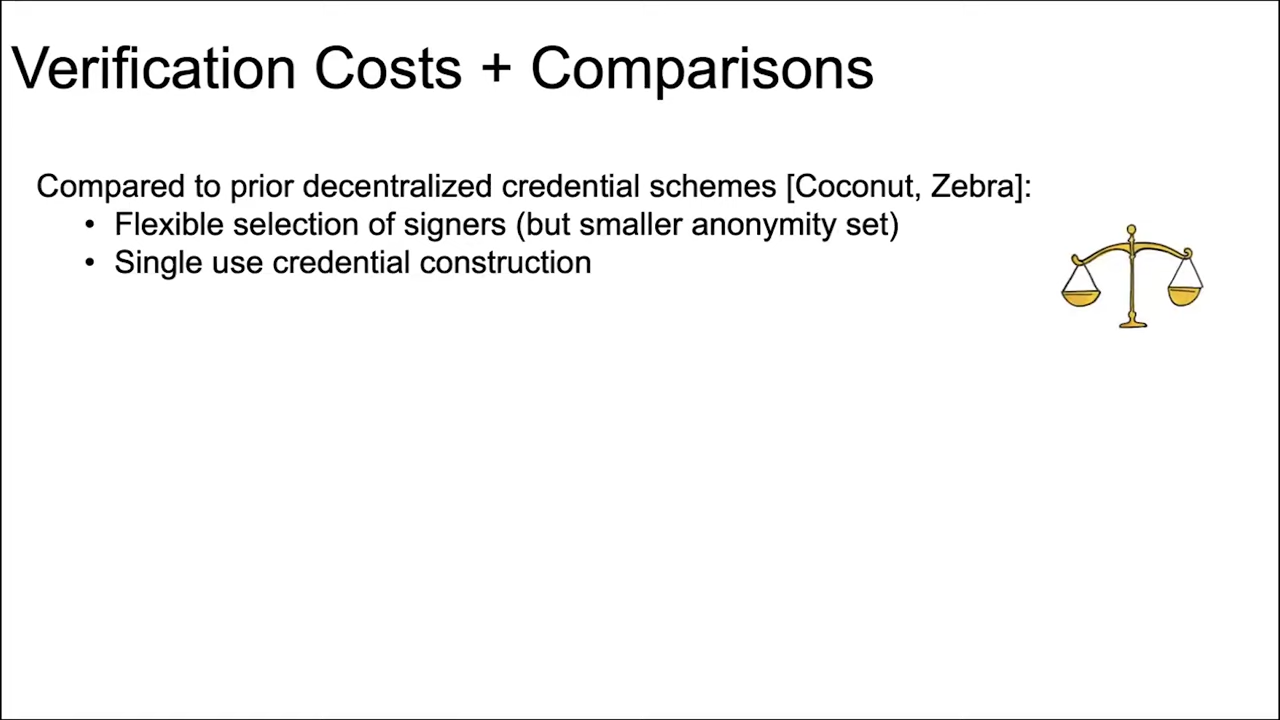 Verification Costs + Comparisons
Compared to prior decentralized credential schemes [Coconut, Zebra]:
• Flexible selection of signers (but smaller anonymity set)
• Single use credential construction